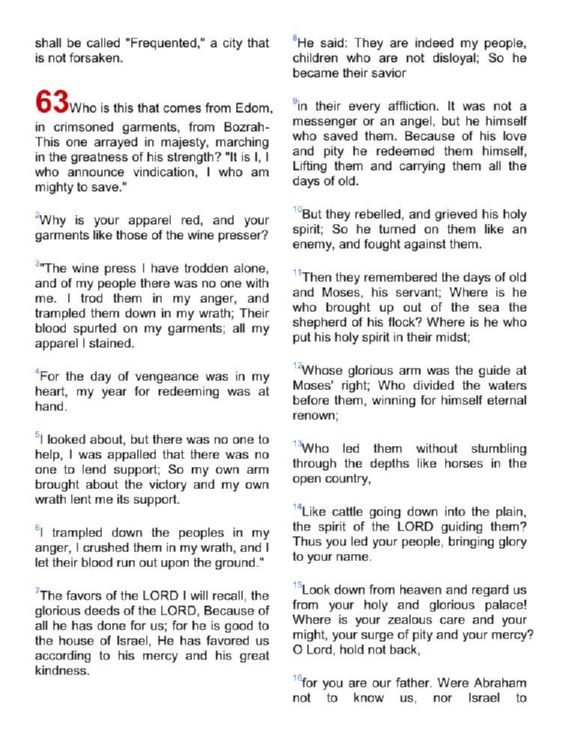 shall be called "Frequented," a city that
is not forsaken.
63Who is this that comes from Edom,
in crimsoned garments, from Bozrah-
This one arrayed in majesty, marching
in the greatness of his strength? "It is I, I
who announce vindication, I who am
mighty to save."
2Why is your apparel red, and your
garments like those of the wine presser?
3"The wine press I have trodden alone,
and of my people there was no one with
me. I trod them in my anger, and
trampled them down in my wrath; Their
blood spurted on my garments; all my
apparel I stained.
4For the day of vengeance was in my
heart, my year for redeeming was at
hand.
5I looked about, but there was no one to
help, I was appalled that there was no
one to lend support; So my own arm
brought about the victory and my own
wrath lent me its support.
6I trampled down the peoples in my
anger, I crushed them in my wrath, and I
let their blood run out upon the ground."
7The favors of the LORD I will recall, the
glorious deeds of the LORD, Because of
all he has done for us; for he is good to
the house of Israel, He has favored us
according to his mercy and his great
kindness.
8He said: They are indeed my people,
children who are not disloyal; So he
became their savior
9in their every affliction. It was not a
messenger or an angel, but he himself
who saved them. Because of his love
and pity he redeemed them himself,
Lifting them and carrying them all the
days of old.
10But they rebelled, and grieved his holy
spirit; So he turned on them like an
enemy, and fought against them.
11Then they remembered the days of old
and Moses, his servant; Where is he
who brought up out of the sea the
shepherd of his flock? Where is he who
put his holy spirit in their midst;
12Whose glorious arm was the guide at
Moses' right; Who divided the waters
before them, winning for himself eternal
renown;
13Who led them without stumbling
through the depths like horses in the
open country,
14Like cattle going down into the plain,
the spirit of the LORD guiding them?
Thus you led your people, bringing glory
to your name.
15Look down from heaven and regard us
from your holy and glorious palace!
Where is your zealous care and your
might, your surge of pity and your mercy?
O Lord, hold not back,
16for you are our father. Were Abraham
not to know us, nor Israel to